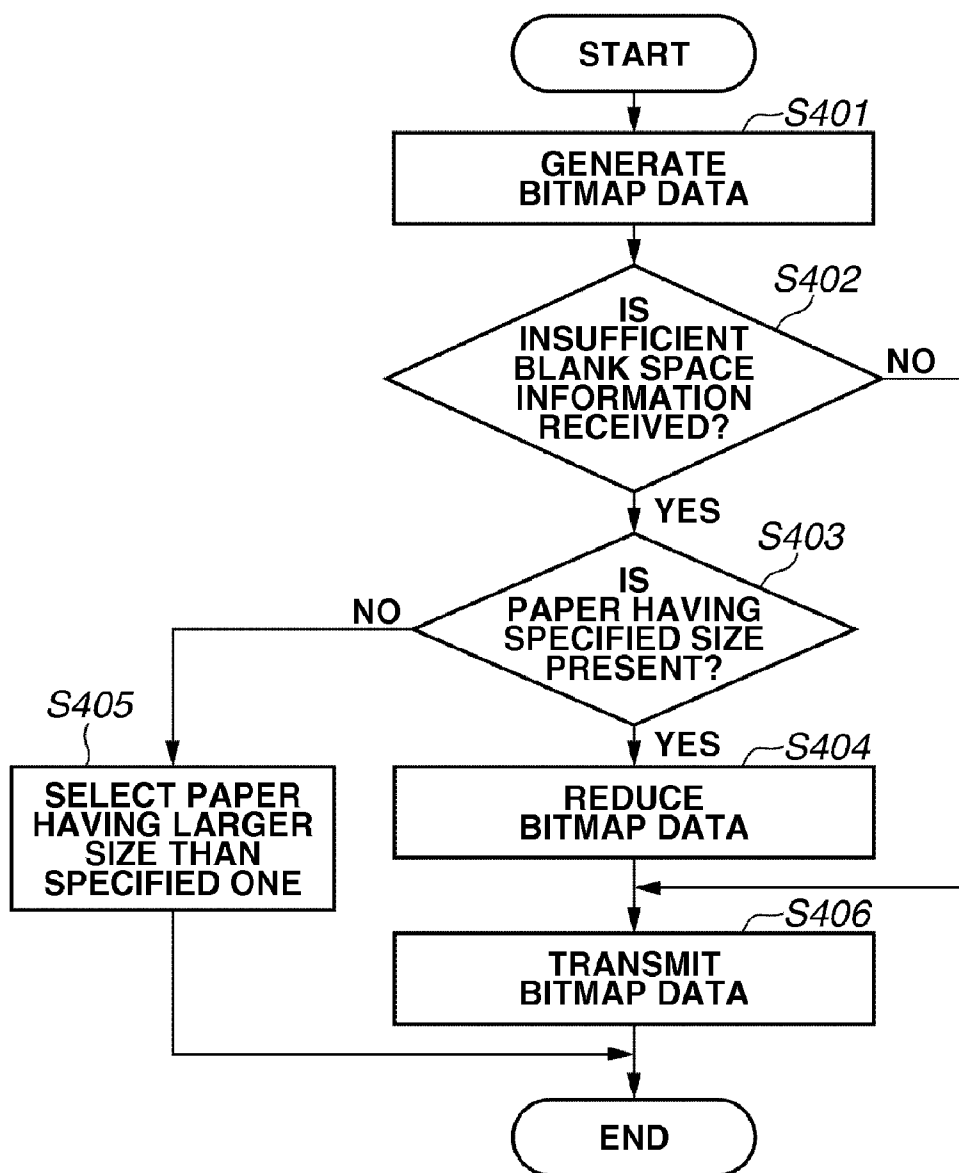 START
S401
GENERATE
BITMAP DATA
S402
IS
INSUFFICIENT
BLANK SPACE
INFORMATION
RECEIVED?
NO
YES
S403
IS
PAPER HAVING
SPECIFIED SIZE
PRESENT?
NO
YES
S405
SELECT PAPER
HAVING LARGER
SIZE THAN
SPECIFIED ONE
S404
REDUCE
BITMAP DATA
S406
TRANSMIT
BITMAP DATA
END